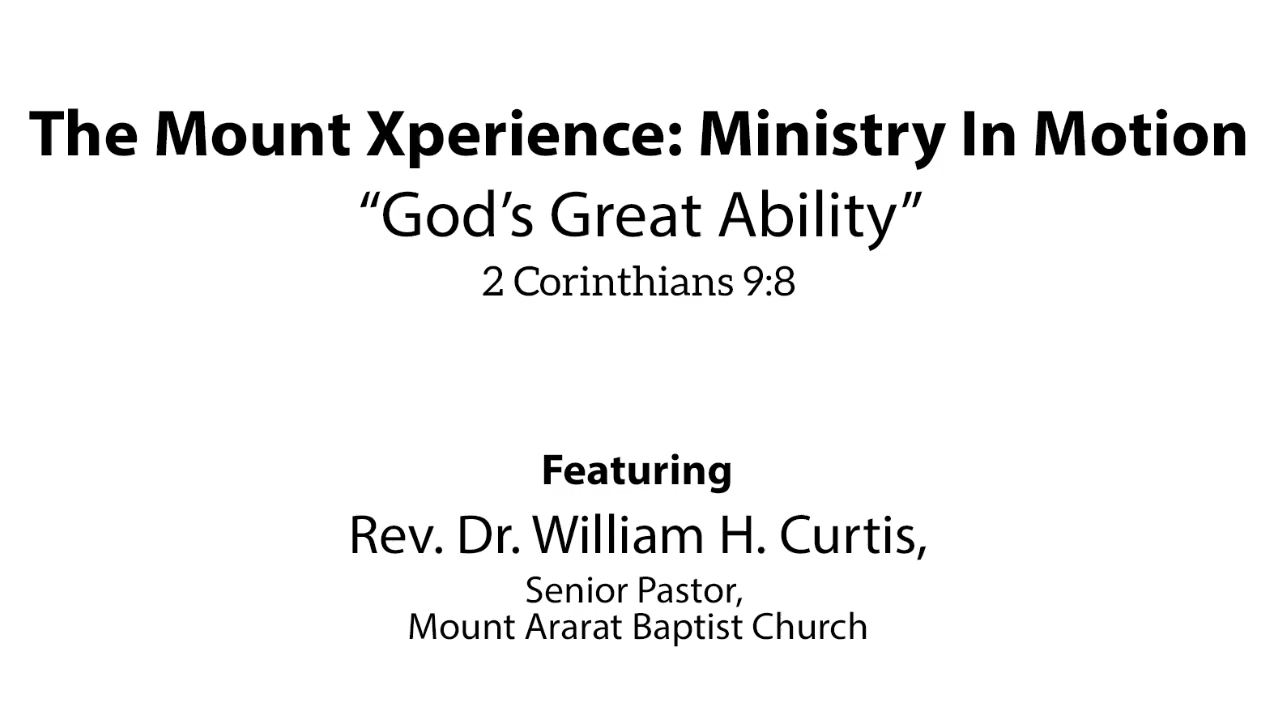 The Mount Xperience: Ministry In Motion
“God’s Great Ability”
2 Corinthians 9:8
Featuring
Rev. Dr. William H. Curtis,
Senior Pastor,
Mount Ararat Baptist Church